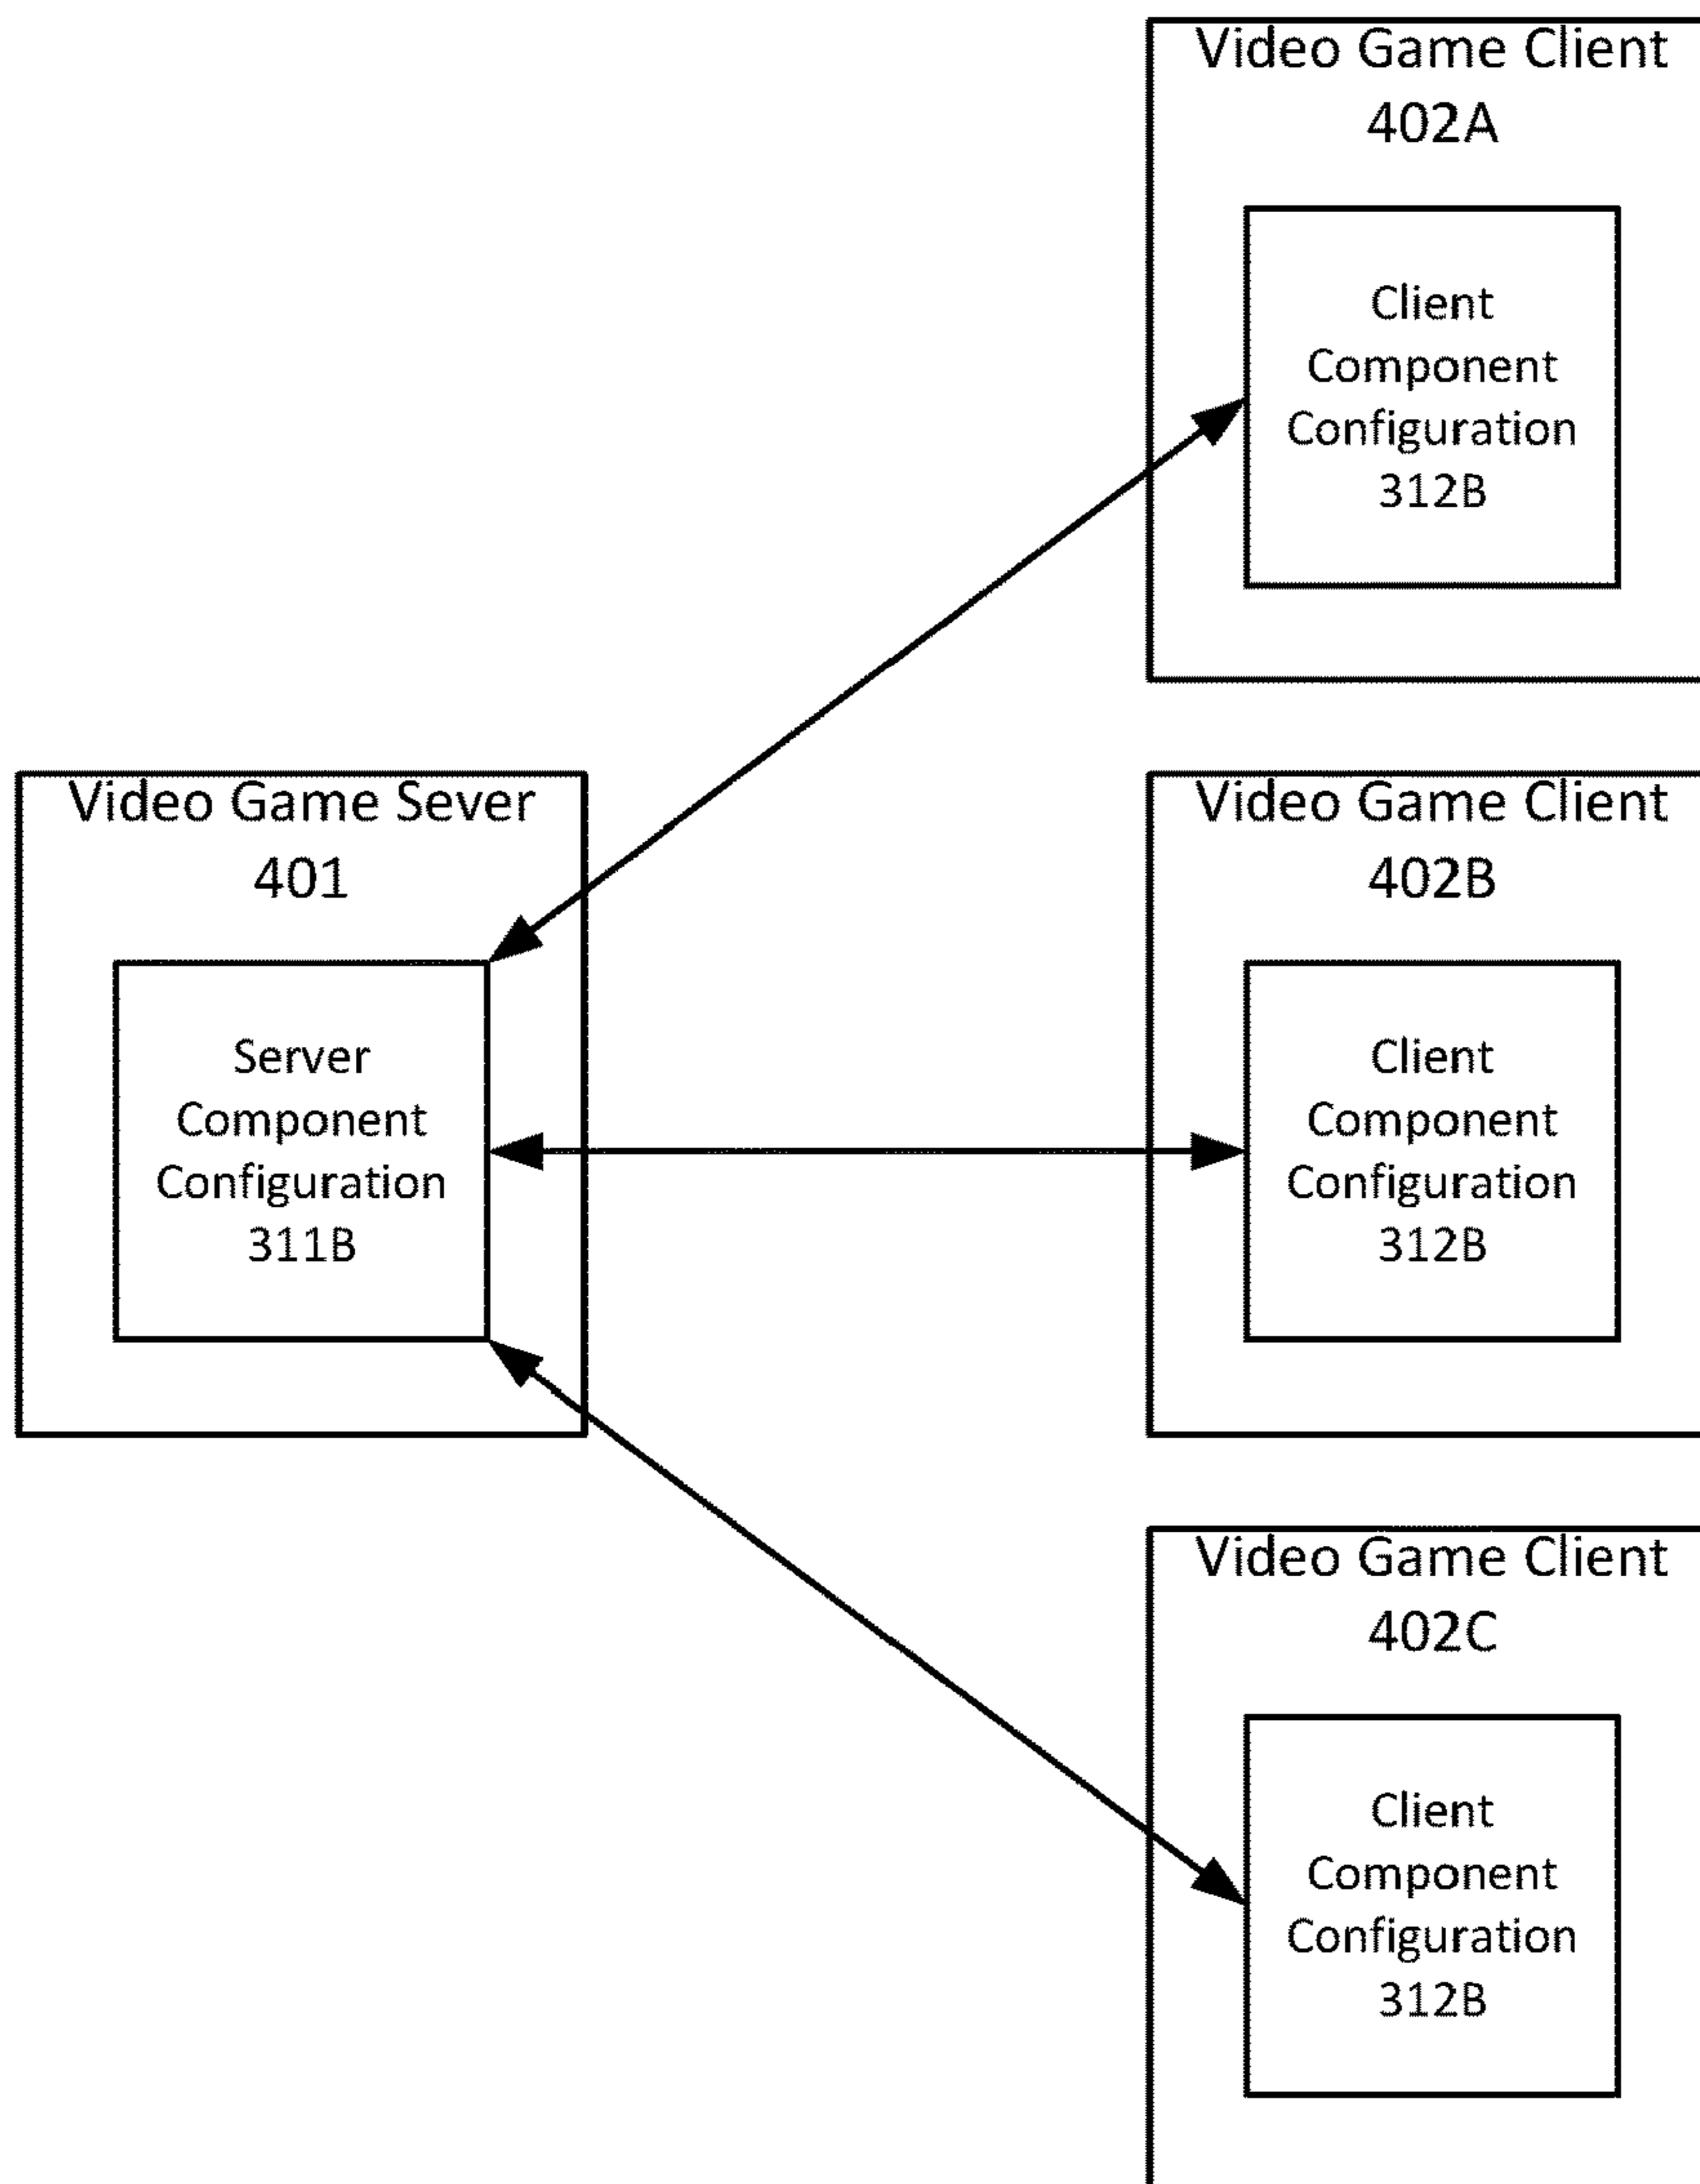 Video Game Client
402A
Client
Component
Configuration
312B
Video Game Sever
401
Server
Component
Configuration
311B
Video Game Client
402B
Client
Component
Configuration
312B
Video Game Client
402C
Client
Component
Configuration
312B